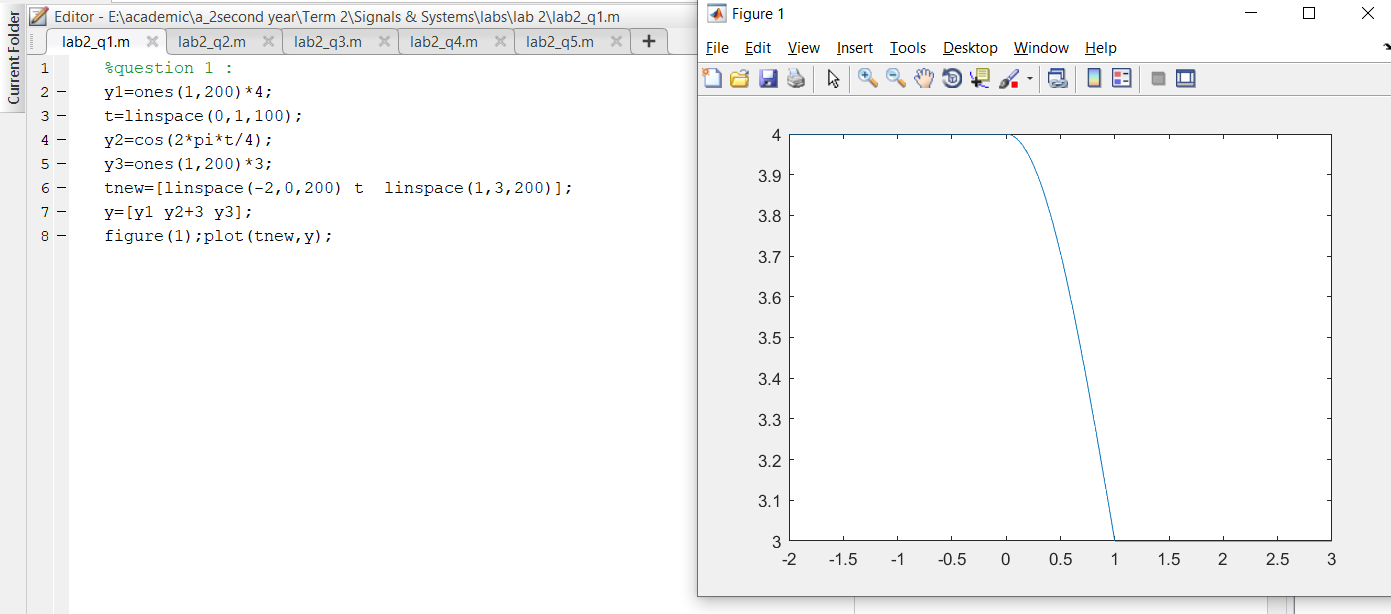 Current Folder
Editor - E:\academic\a_2second year\Term 2\Signals & Systems\labs\lab 2\lab2_q1.m
lab2_q1.m lab2_q2.m lab2_q3.m lab2_q4.m lab2_q5.m +
1 %question 1 :
2 – y1=ones(1,200)*4;
3 – t=linspace(0,1,100);
4 – y2=cos(2*pi*t/4);
5 – y3=ones(1,200)*3;
6 – tnew=[linspace(-2,0,200) t  linspace(1,3,200)];
7 – y=[y1 y2+3 y3];
8 – figure(1);plot(tnew,y);
Figure 1
File Edit View Insert Tools Desktop Window Help
4
3.9
3.8
3.7
3.6
3.5
3.4
3.3
3.2
3.1
3
-2 -1.5 -1 -0.5 0 0.5 1 1.5 2 2.5 3